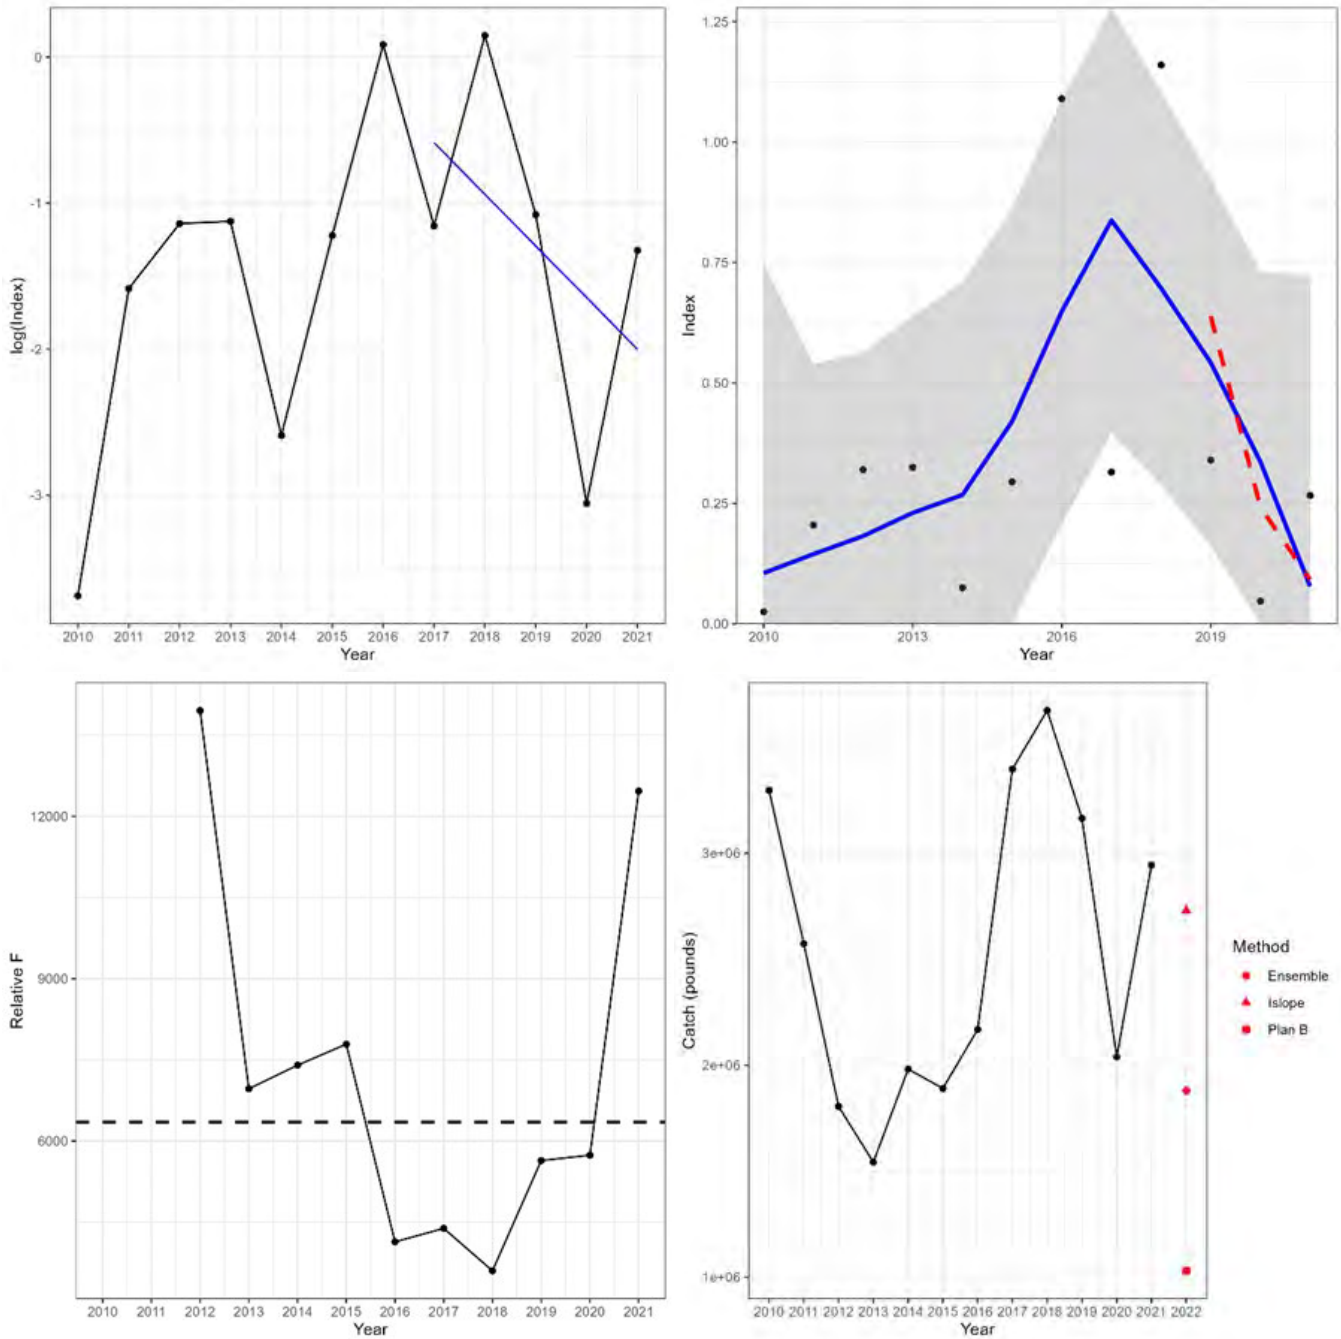 log(Index)
0
-1
-2
-3
2010 2011 2012 2013 2014 2015 2016 2017 2018 2019 2020 2021
Year
Index
1.25
1.00
0.75
0.50
0.25
0.00
2010 2013 2016 2019
Year
Relative F
12000
9000
6000
2010 2011 2012 2013 2014 2015 2016 2017 2018 2019 2020 2021
Year
Catch (pounds)
3e+06
2e+06
1e+06
2010 2011 2012 2013 2014 2015 2016 2017 2018 2019 2020 2021 2022
Year
Method
Ensemble
Islope
Plan B